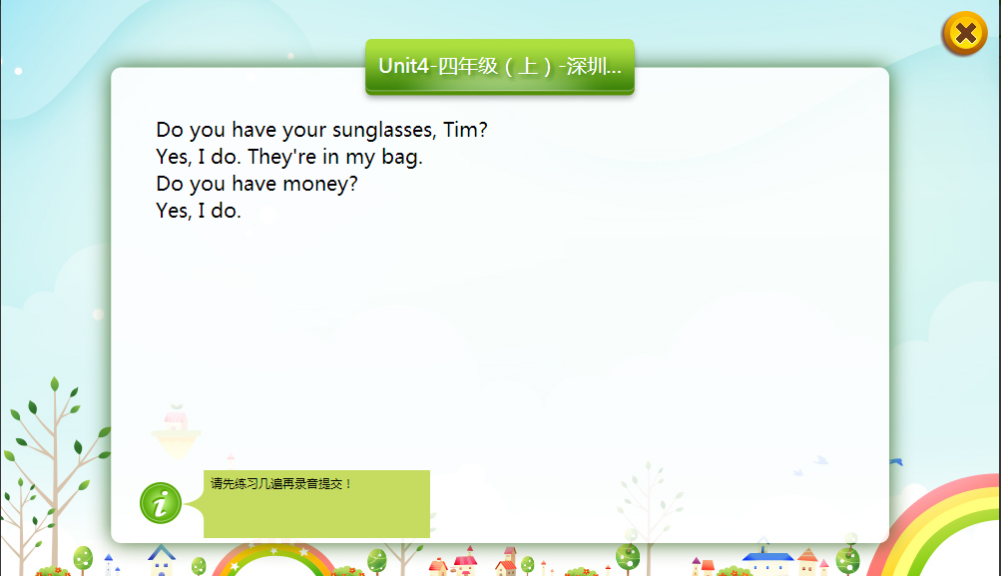 Unit4-四年级（上）-深圳...
Do you have your sunglasses, Tim?
Yes, I do. They're in my bag.
Do you have money?
Yes, I do.
请先练习几遍再录音提交！